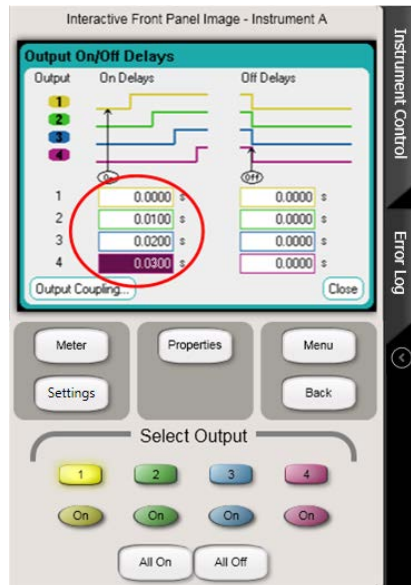 Interactive Front Panel Image - Instrument A
Output On/Off Delays
Output On Delays Off Delays
1
2
3
4
On Off
1 0.0000 s 0.0000 s
2 0.0100 s 0.0000 s
3 0.0200 s 0.0000 s
4 0.0300 s 0.0000 s
Output Coupling... Close
Meter Properties Menu
Settings Back
Select Output
1 2 3 4
On On On On
All On All Off
Instrument Control
Error Log